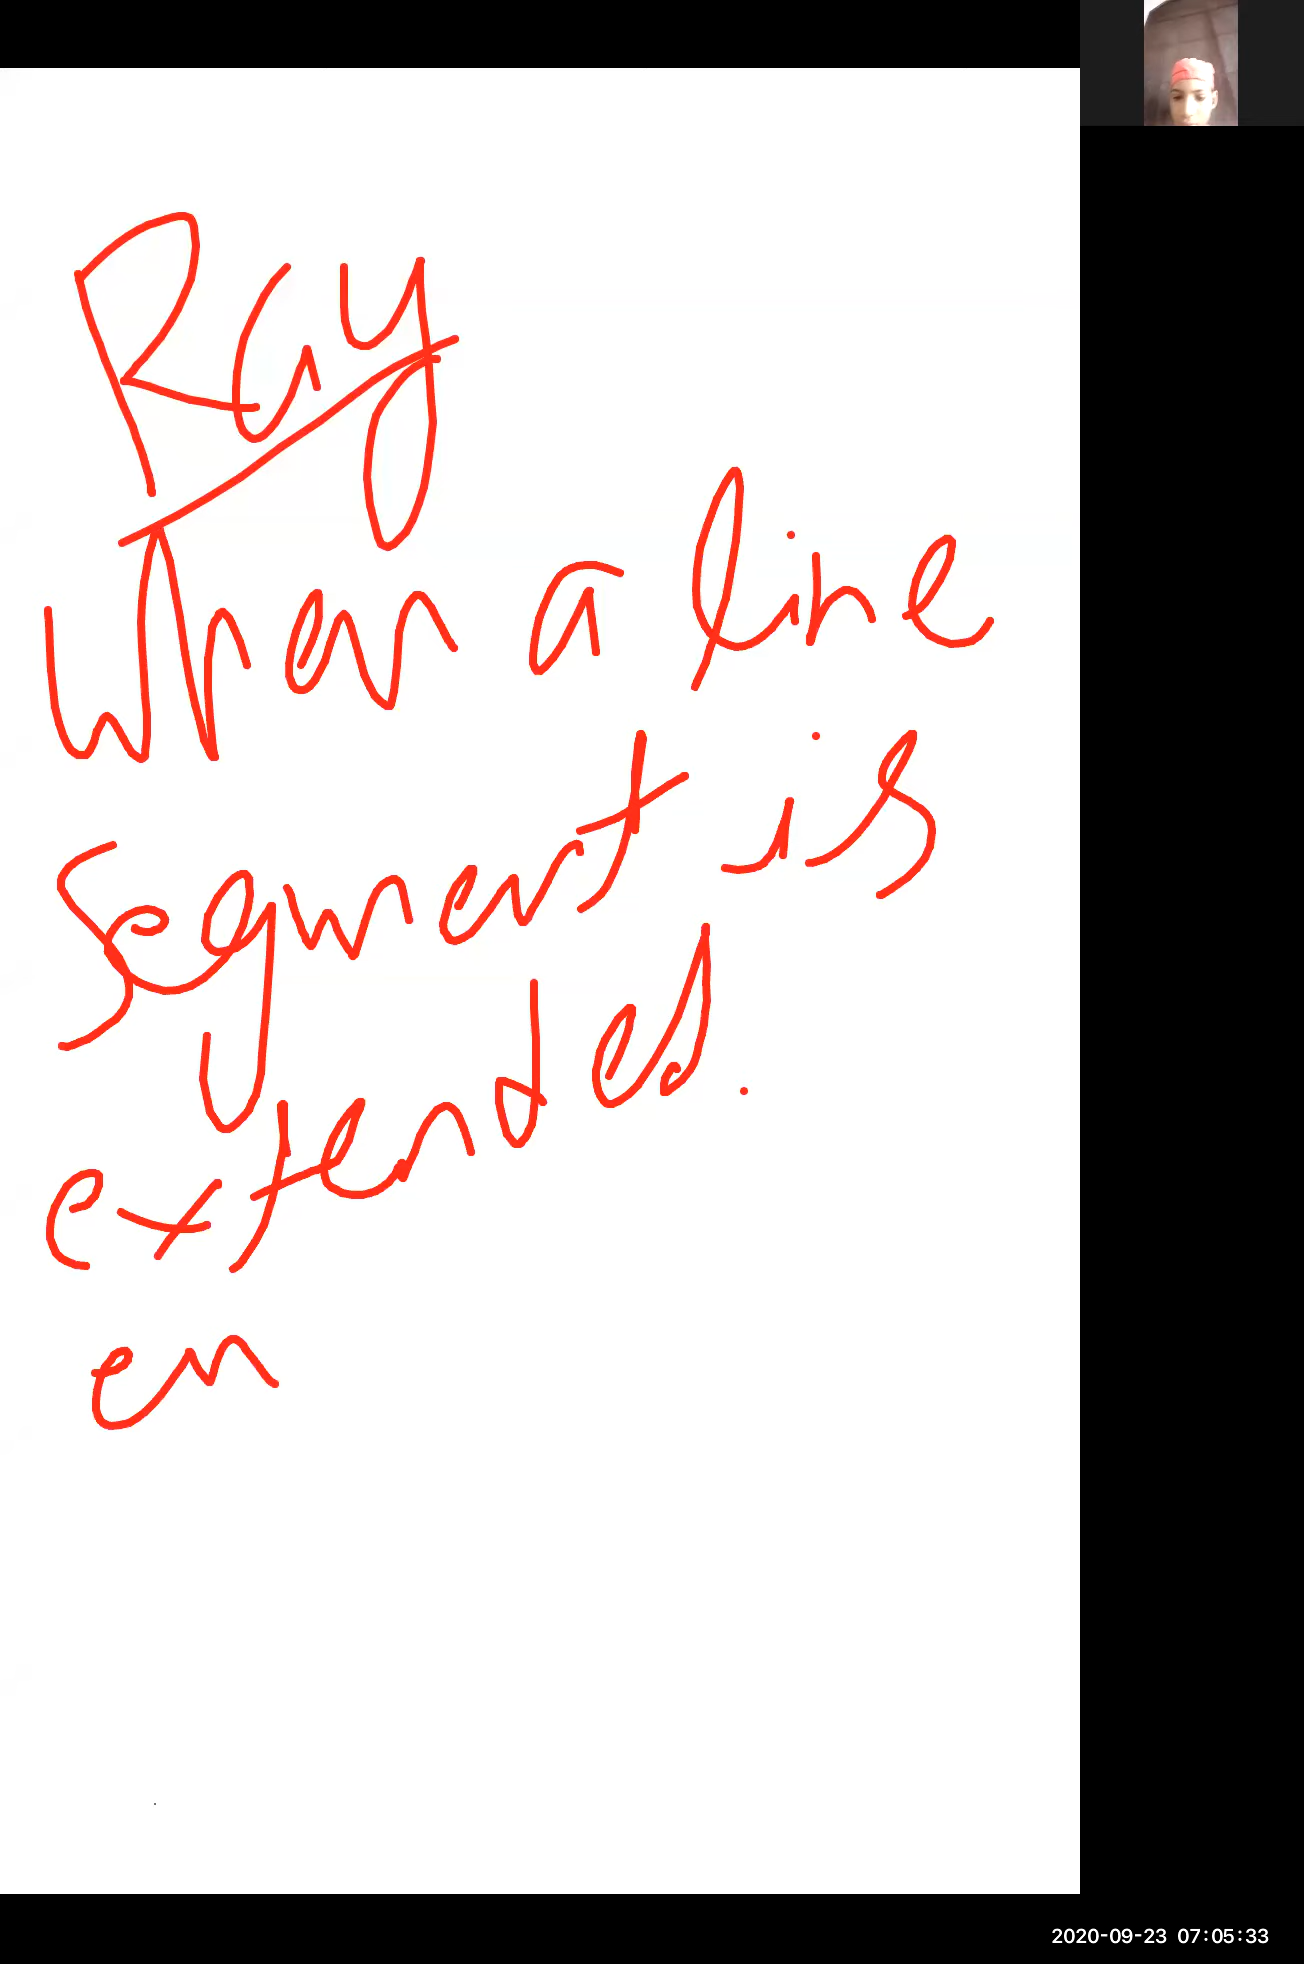 Ray
When a line
segment is
extended.
en
2020-09-23 07:05:33